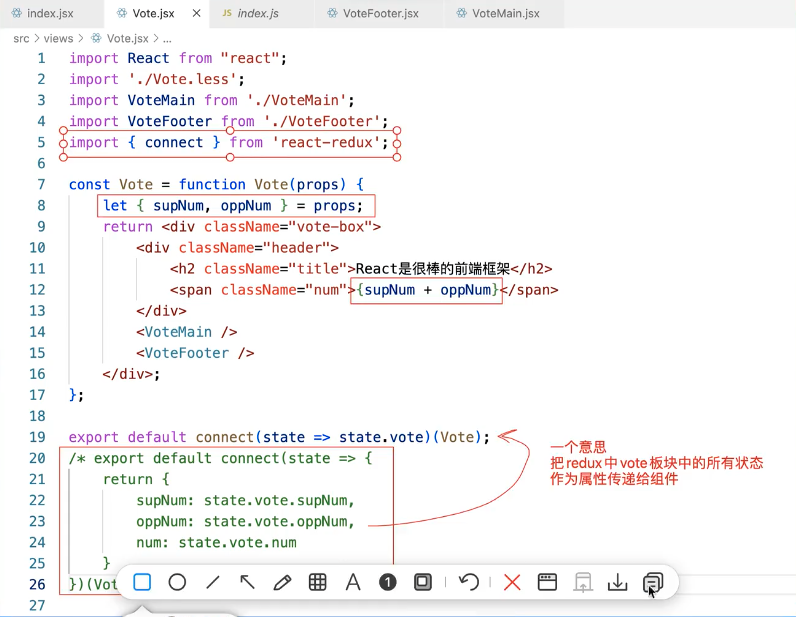 index.jsx
Vote.jsx
JS index.js
VoteFooter.jsx
VoteMain.jsx
src > views > Vote.jsx > ...
1 import React from "react";
2 import './Vote.less';
3 import VoteMain from './VoteMain';
4 import VoteFooter from './VoteFooter';
5 import { connect } from 'react-redux';
6
7 const Vote = function Vote(props) {
8 let { supNum, oppNum } = props;
9 return <div className="vote-box">
10 <div className="header">
11 <h2 className="title">React是很棒的前端框架</h2>
12 <span className="num">{supNum + oppNum}</span>
13 </div>
14 <VoteMain />
15 <VoteFooter />
16 </div>;
17 };
18
19 export default connect(state => state.vote)(Vote);
20 /* export default connect(state => {
21 return {
22 supNum: state.vote.supNum,
23 oppNum: state.vote.oppNum,
24 num: state.vote.num
25 }
26 })(Vot
27
一个意思
把redux中vote板块中的所有状态
作为属性传递给组件
A
1